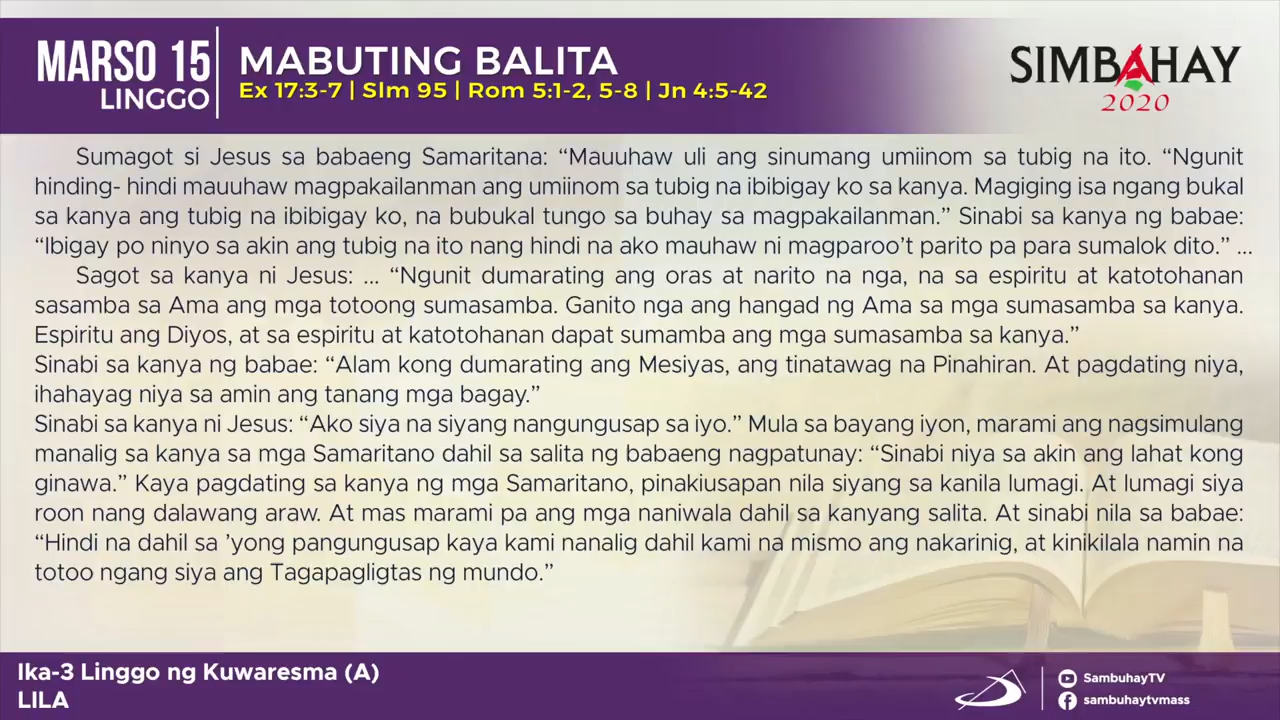 MARSO 15
LINGGO
MABUTING BALITA
Ex 17:3-7 | Slm 95 | Rom 5:1-2, 5-8 | Jn 4:5-42
SIMBAHAY
2020
Sumagot si Jesus sa babaeng Samaritana: “Mauuhaw uli ang sinumang umiinom sa tubig na ito. “Ngunit
hinding- hindi mauuhaw magpakailanman ang umiinom sa tubig na ibibigay ko sa kanya. Magiging isa ngang bukal
sa kanya ang tubig na ibibigay ko, na bubukal tungo sa buhay sa magpakailanman.” Sinabi sa kanya ng babae:
“Ibigay po ninyo sa akin ang tubig na ito nang hindi na ako mauhaw ni magparoo’t parito pa para sumalok dito.” ...
Sagot sa kanya ni Jesus: ... “Ngunit dumarating ang oras at narito na nga, na sa espiritu at katotohanan
sasamba sa Ama ang mga totoong sumasamba. Ganito nga ang hangad ng Ama sa mga sumasamba sa kanya.
Espiritu ang Diyos, at sa espiritu at katotohanan dapat sumamba ang mga sumasamba sa kanya.”
Sinabi sa kanya ng babae: “Alam kong dumarating ang Mesiyas, ang tinatawag na Pinahiran. At pagdating niya,
ihahayag niya sa amin ang tanang mga bagay.”
Sinabi sa kanya ni Jesus: “Ako siya na siyang nangungusap sa iyo.” Mula sa bayang iyon, marami ang nagsimulang
manalig sa kanya sa mga Samaritano dahil sa salita ng babaeng nagpatunay: “Sinabi niya sa akin ang lahat kong
ginawa.” Kaya pagdating sa kanya ng mga Samaritano, pinakiusapan nila siyang sa kanila lumagi. At lumagi siya
roon nang dalawang araw. At mas marami pa ang mga naniwala dahil sa kanyang salita. At sinabi nila sa babae:
“Hindi na dahil sa ’yong pangungusap kaya kami nanalig dahil kami na mismo ang nakarinig, at kinikilala namin na
totoo ngang siya ang Tagapagligtas ng mundo.”
Ika-3 Linggo ng Kuwaresma (A)
LILA
SambuhayTV
sambuhaytvmass